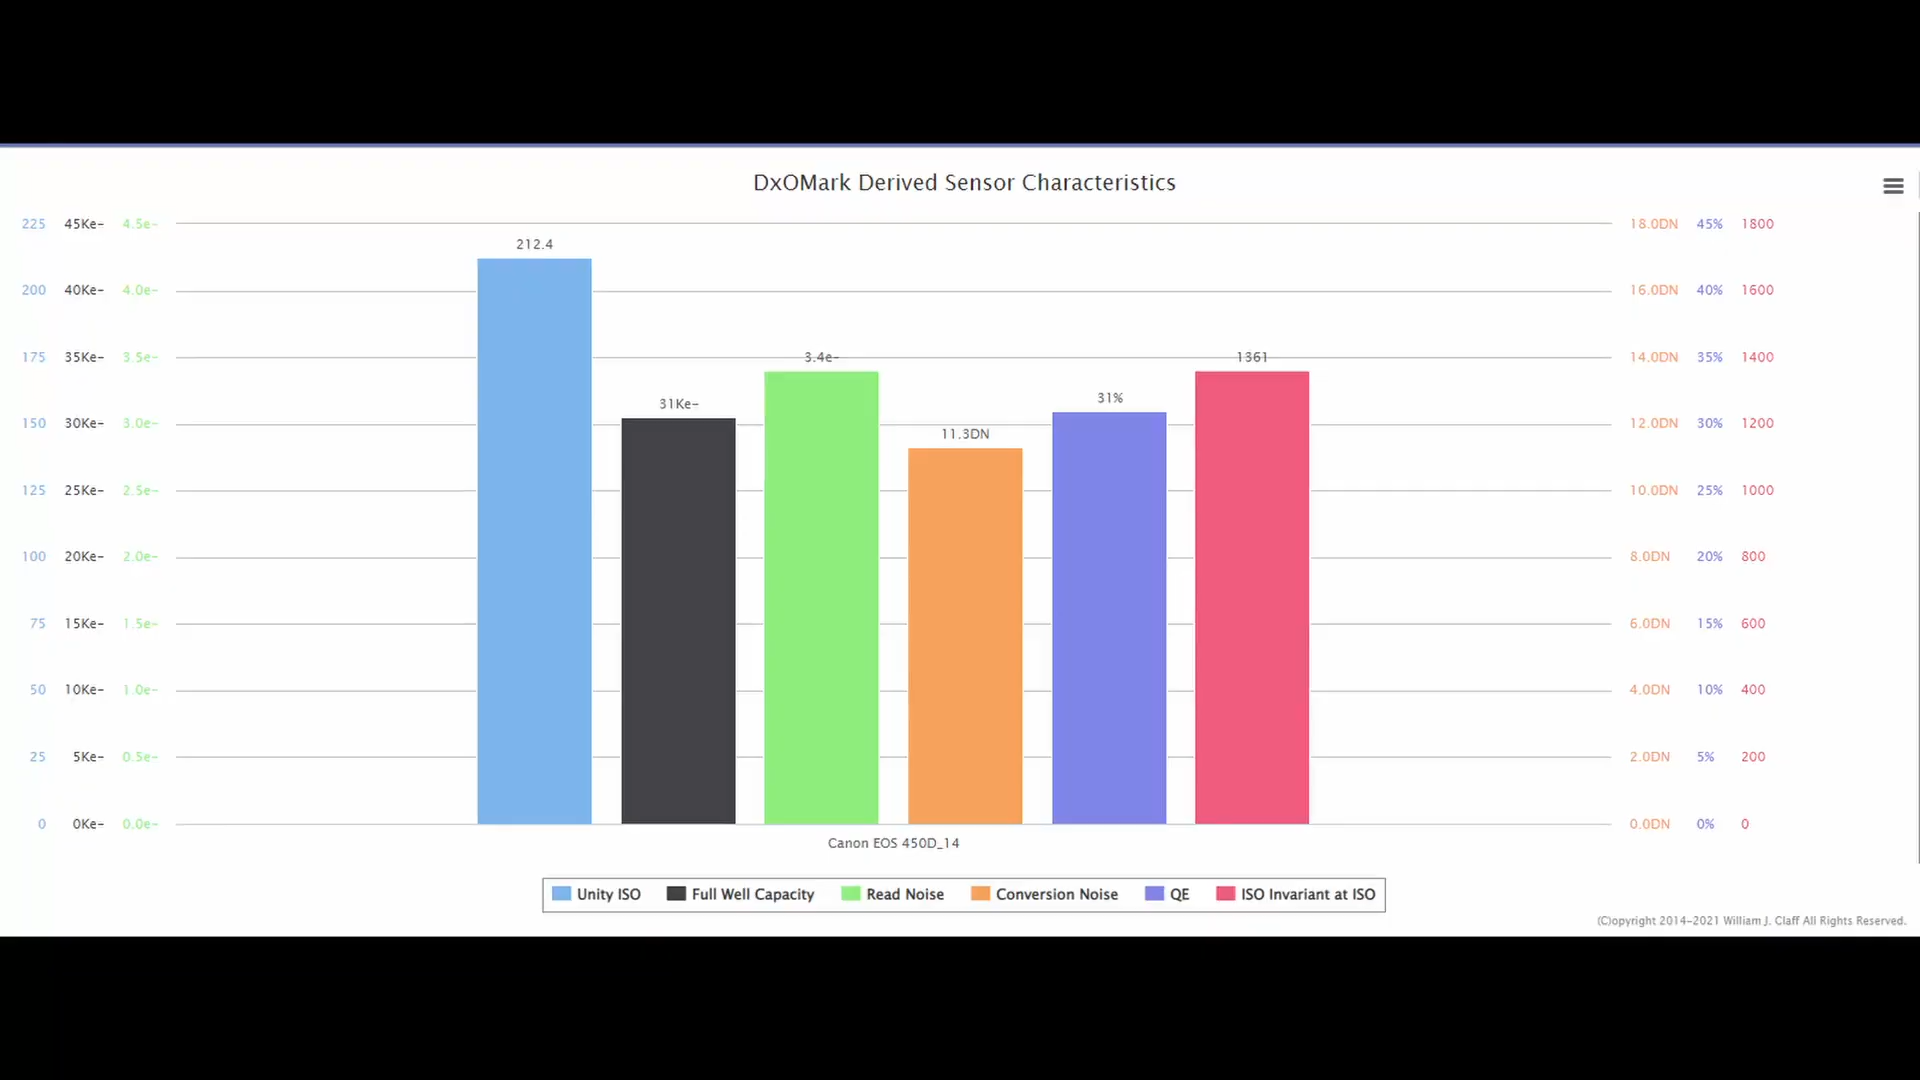 DxOMark Derived Sensor Characteristics
225 45Ke- 4.5e- 18.0DN 45% 1800
212.4
200 40Ke- 4.0e- 16.0DN 40% 1600
175 35Ke- 3.5e- 3.4e- 1361 14.0DN 35% 1400
31Ke- 31%
150 30Ke- 3.0e- 12.0DN 30% 1200
11.3DN
125 25Ke- 2.5e- 10.0DN 25% 1000
100 20Ke- 2.0e- 8.0DN 20% 800
75 15Ke- 1.5e- 6.0DN 15% 600
50 10Ke- 1.0e- 4.0DN 10% 400
25 5Ke- 0.5e- 2.0DN 5% 200
0 0Ke- 0.0e- 0.0DN 0% 0
Canon EOS 450D_14
Unity ISO Full Well Capacity Read Noise Conversion Noise QE ISO Invariant at ISO
(C)opyright 2014-2021 William J. Claff All Rights Reserved.